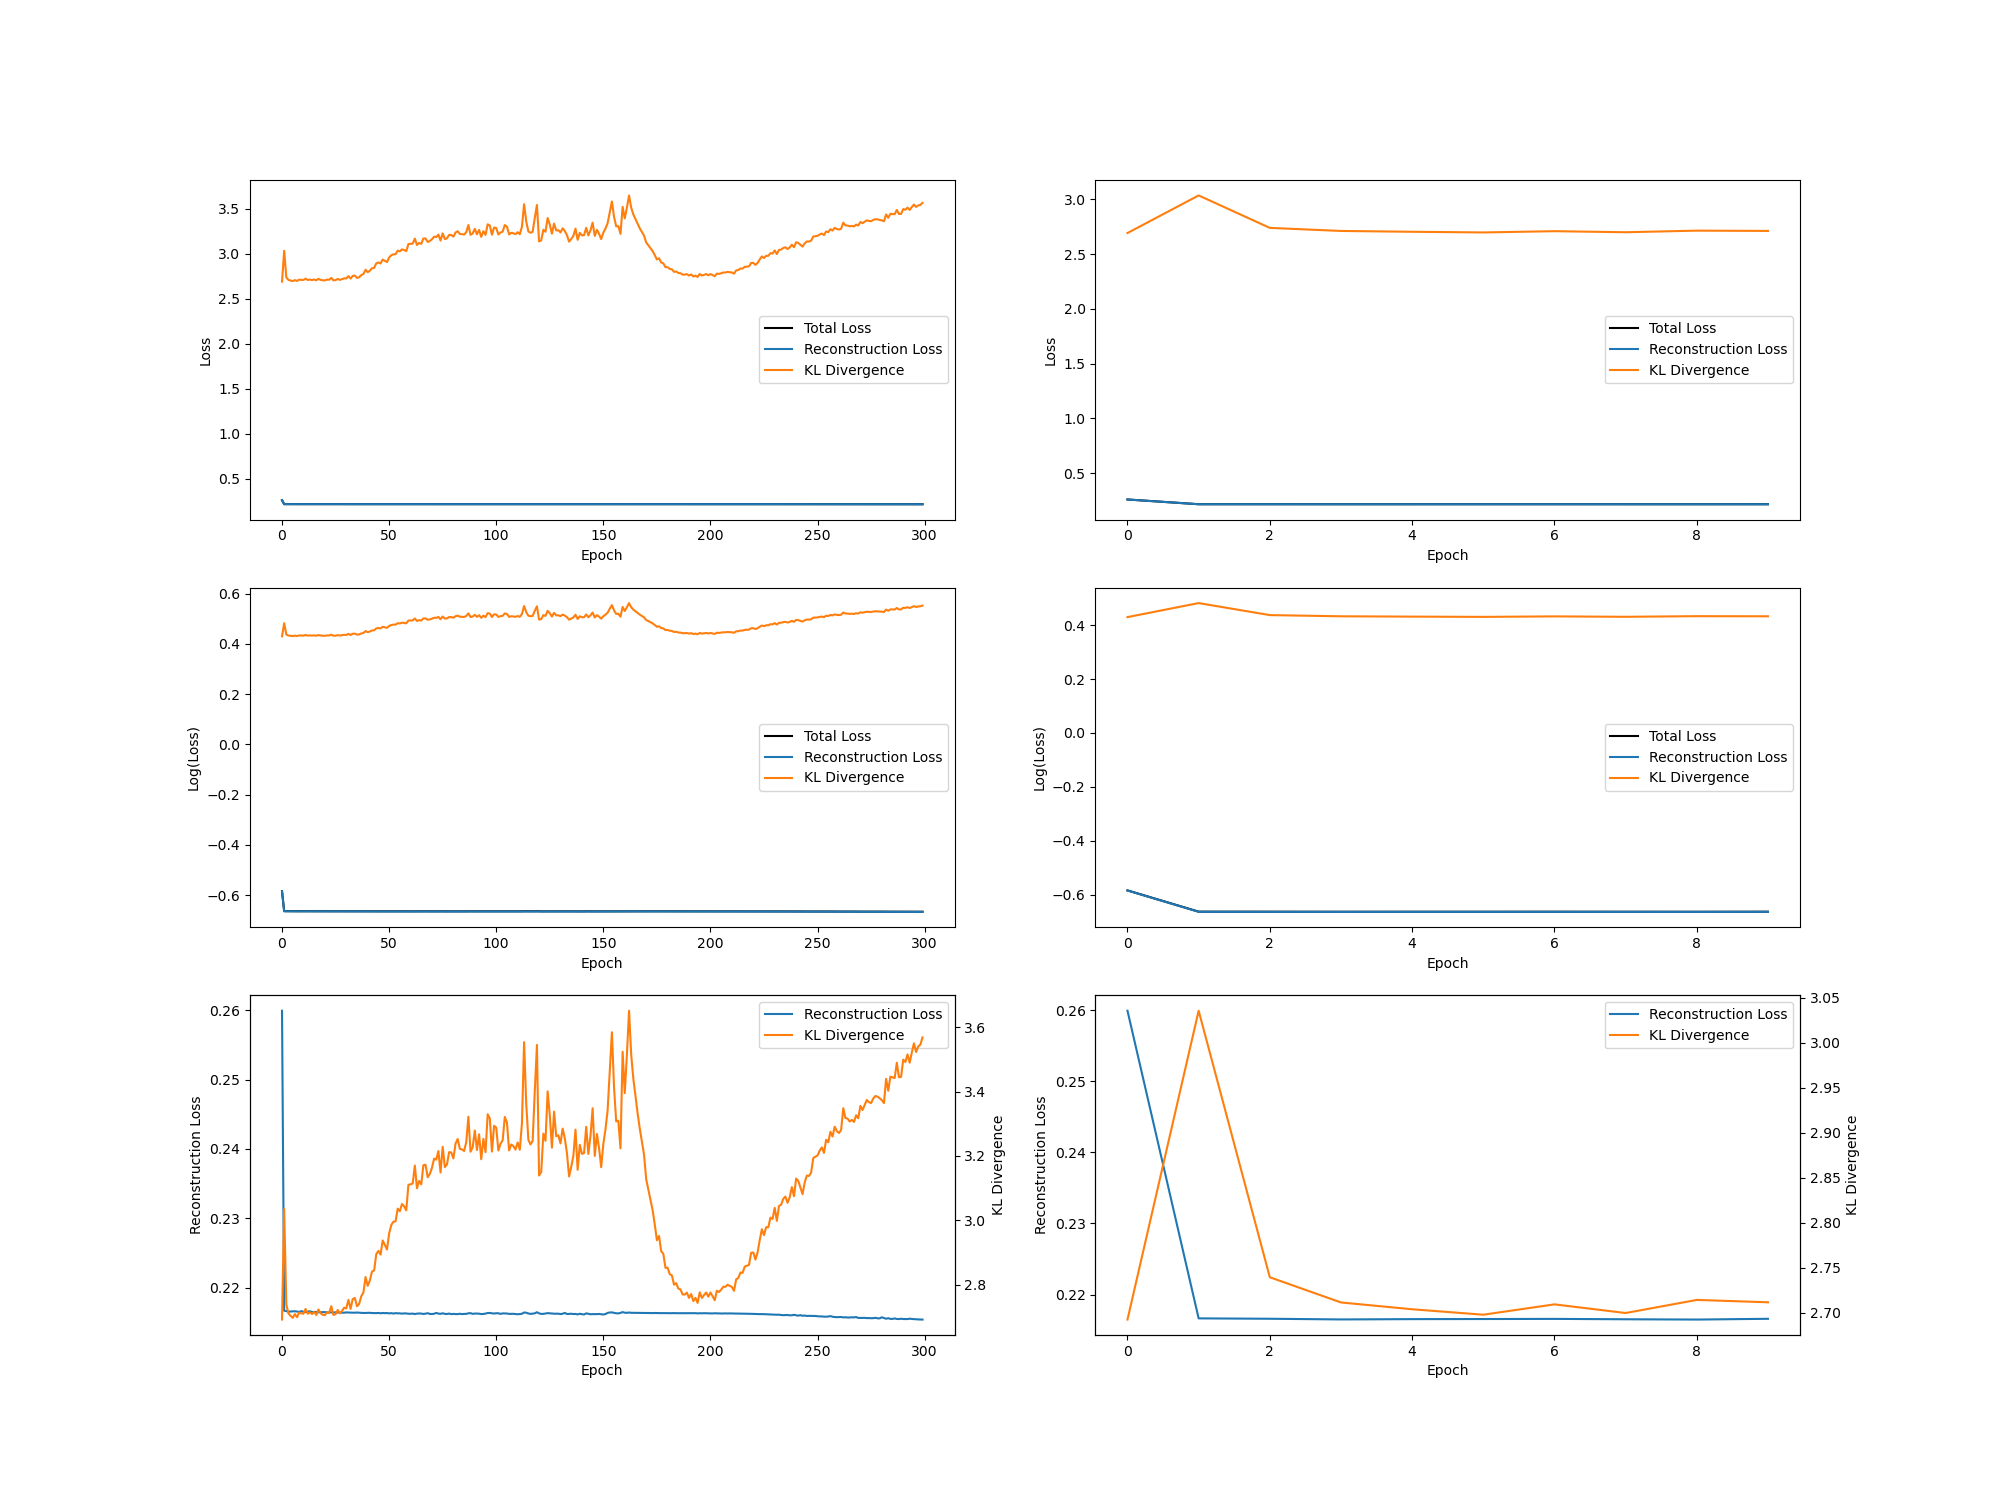 3.5
3.0
2.5
2.0
1.5
1.0
0.5
Loss
0 50 100 150 200 250 300
Epoch
Total Loss
Reconstruction Loss
KL Divergence
3.0
2.5
2.0
1.5
1.0
0.5
Loss
0 2 4 6 8
Epoch
Total Loss
Reconstruction Loss
KL Divergence
0.6
0.4
0.2
0.0
−0.2
−0.4
−0.6
Log(Loss)
0 50 100 150 200 250 300
Epoch
Total Loss
Reconstruction Loss
KL Divergence
0.4
0.2
0.0
−0.2
−0.4
−0.6
Log(Loss)
0 2 4 6 8
Epoch
Total Loss
Reconstruction Loss
KL Divergence
0.26
0.25
0.24
0.23
0.22
Reconstruction Loss
0 50 100 150 200 250 300
Epoch
Reconstruction Loss
KL Divergence
3.6
3.4
3.2
3.0
2.8
KL Divergence
0.26
0.25
0.24
0.23
0.22
Reconstruction Loss
0 2 4 6 8
Epoch
Reconstruction Loss
KL Divergence
3.05
3.00
2.95
2.90
2.85
2.80
2.75
2.70
KL Divergence